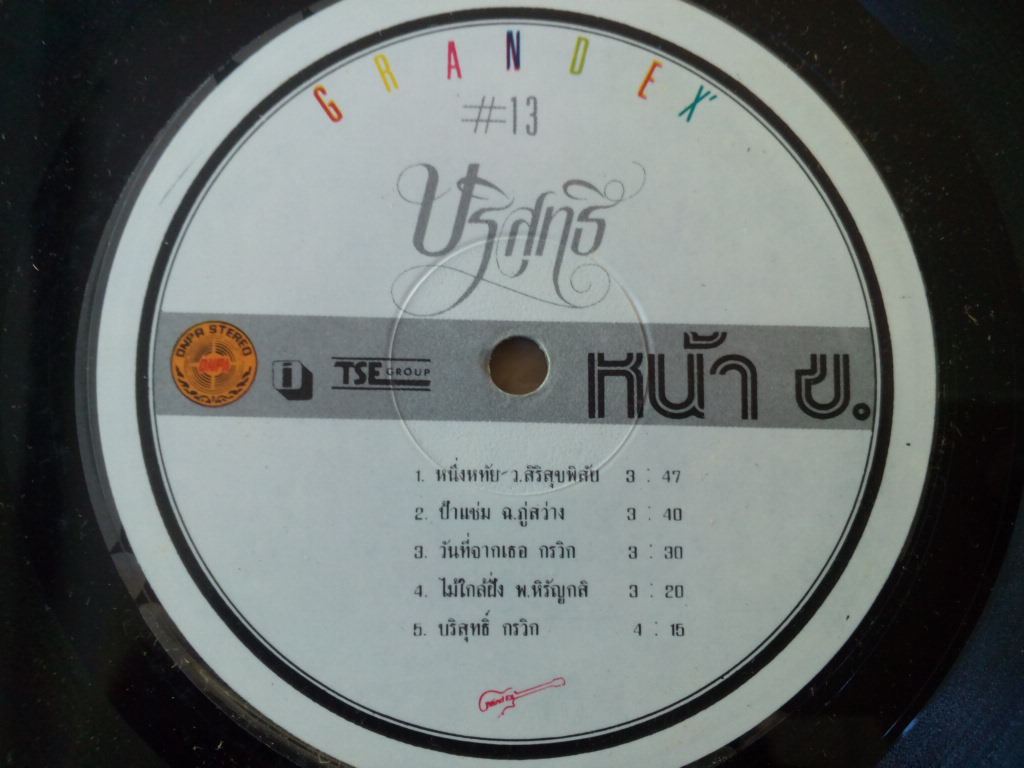 GRANDEX'
#13
บริสุทธิ์
DNPA STEREO
DNPA
i
TSE GROUP
หน้า ข.
1. หนึ่งหทัย ว.สิริสุขพิสัย 3 : 47
2. ป้าแช่ม ฉ.ภู่สว่าง 3 : 40
3. วันที่จากเธอ กรวิก 3 : 30
4. ไม้ใกล้ฝั่ง พ.หิรัญกสิ 3 : 20
5. บริสุทธิ์ กรวิก 4 : 15